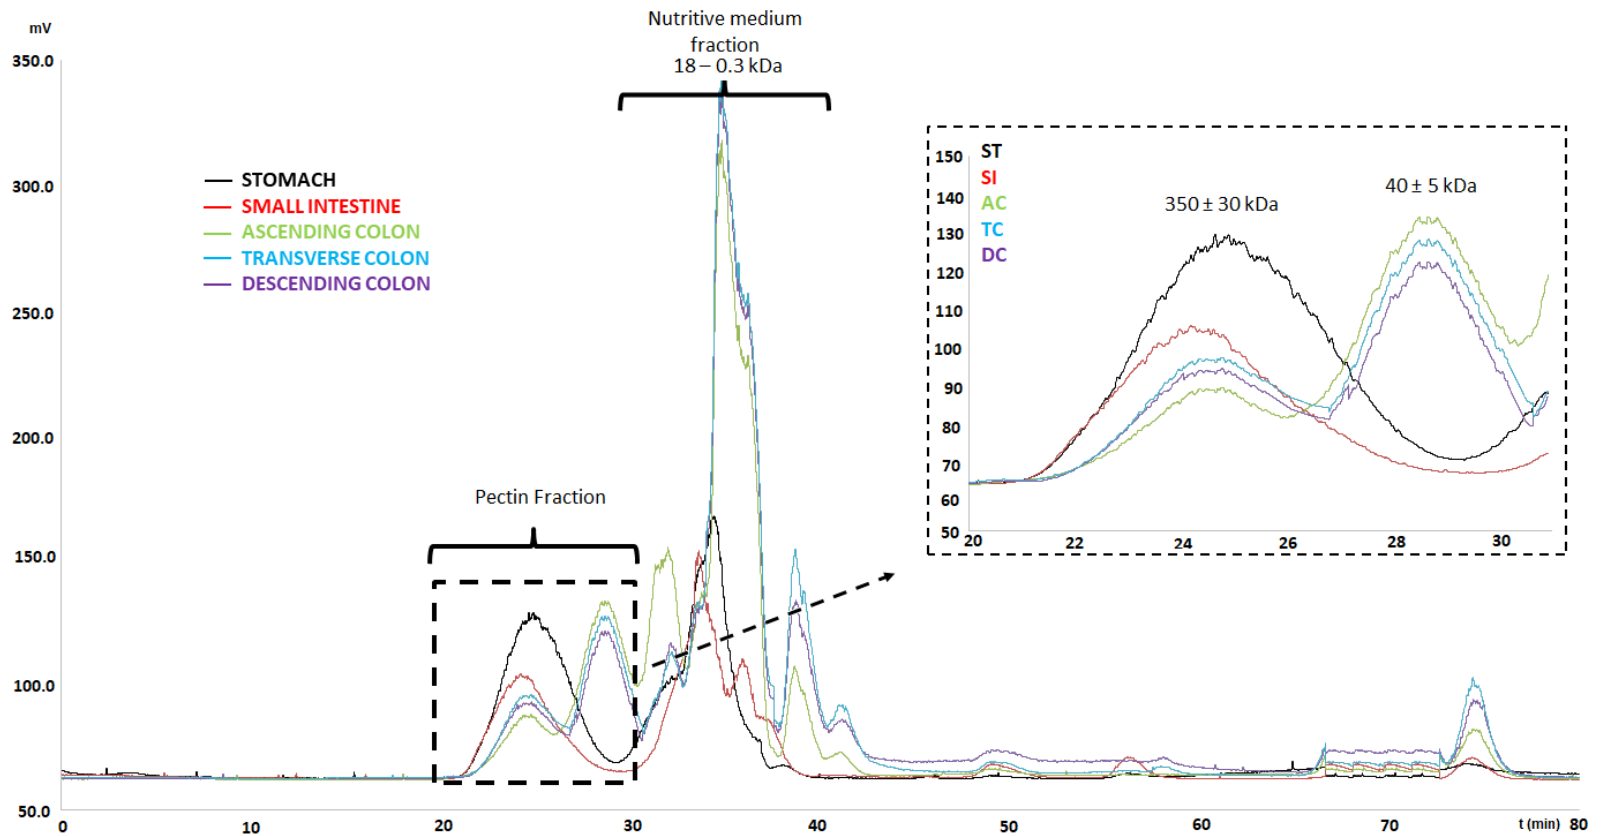 Nutritive medium
fraction
18 – 0.3 kDa
mV
350.0
300.0
250.0
200.0
150.0
100.0
50.0
STOMACH
SMALL INTESTINE
ASCENDING COLON
TRANSVERSE COLON
DESCENDING COLON
Pectin Fraction
0
10
20
30
40
50
60
70
t (min)
80
ST
SI
AC
TC
DC
350 ± 30 kDa
40 ± 5 kDa
150
140
130
120
110
100
90
80
70
60
50
20
22
24
26
28
30